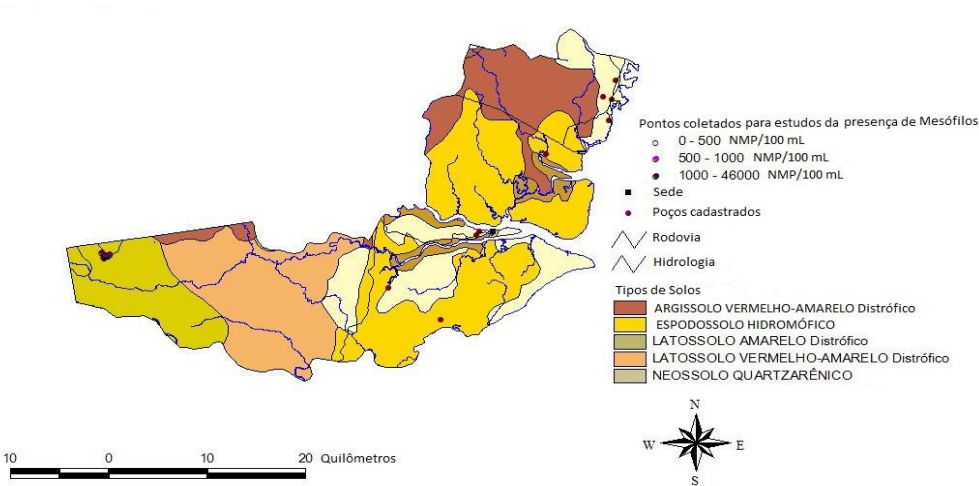 Pontos coletados para estudos da presença de Mesófilos
0 - 500 NMP/100 mL
500 - 1000 NMP/100 mL
1000 - 46000 NMP/100 mL
Sede
Poços cadastrados
Rodovia
Hidrologia
Tipos de Solos
ARGISSOLO VERMELHO-AMARELO Distrófico
ESPODOSSOLO HIDROMÓFICO
LATOSSOLO AMARELO Distrófico
LATOSSOLO VERMELHO-AMARELO Distrófico
NEOSSOLO QUARTZARÊNICO
N
W E
S
10 0 10 20 Quilômetros